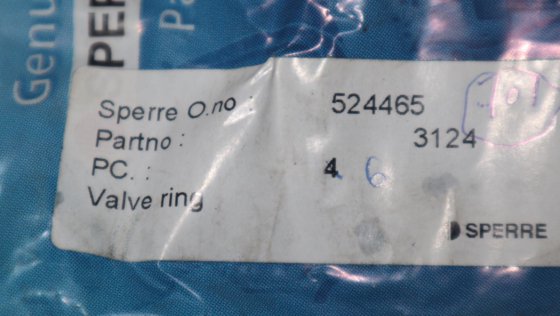 Genu
PER
Pa
Sperre O.no : 524465
Partno : 3124
PC. : 4 6
Valve ring
SPERRE